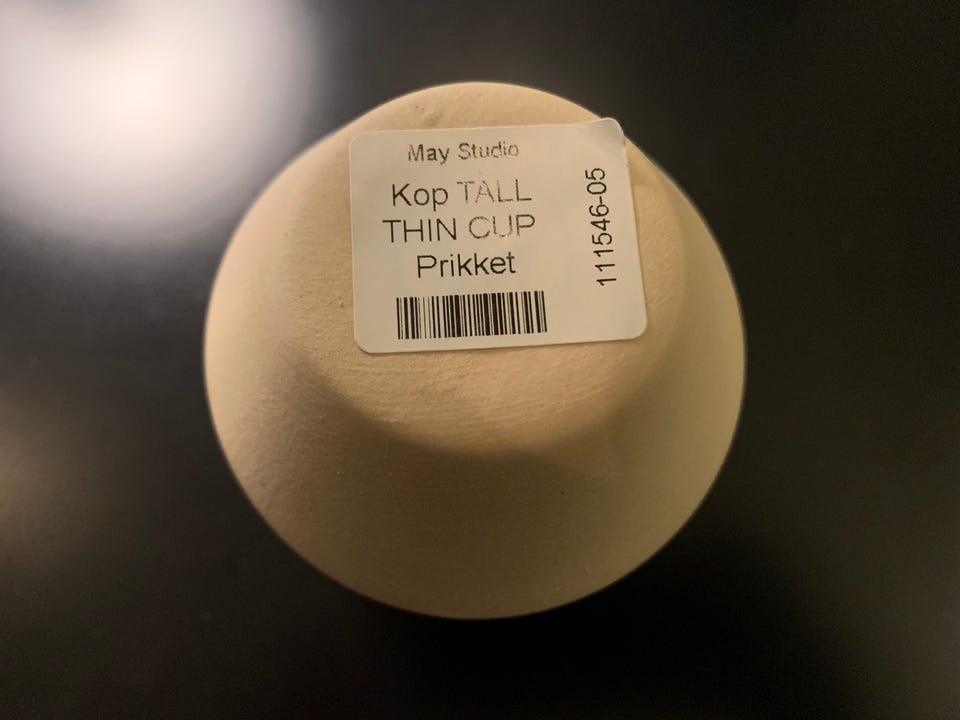 May Studio
Kop TALL
THIN CUP
Prikket
111546-05